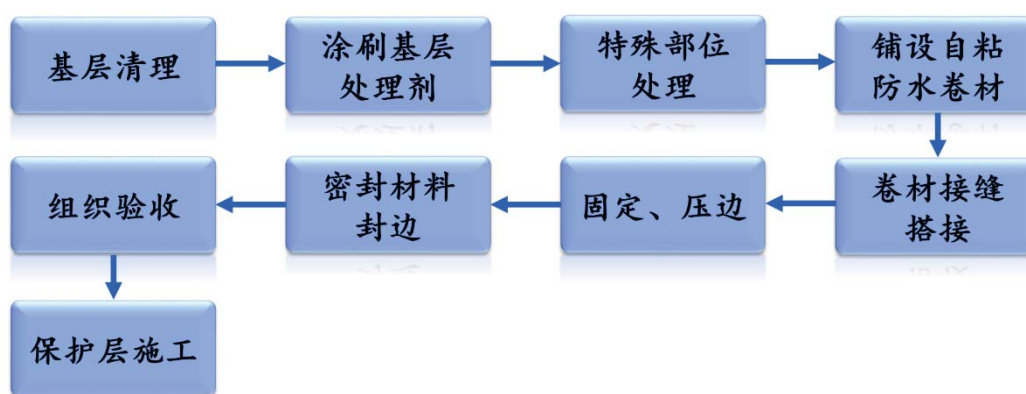 基层清理
涂刷基层
处理剂
特殊部位
处理
铺设自粘
防水卷材
卷材接缝
搭接
固定、压边
密封材料
封边
组织验收
保护层施工